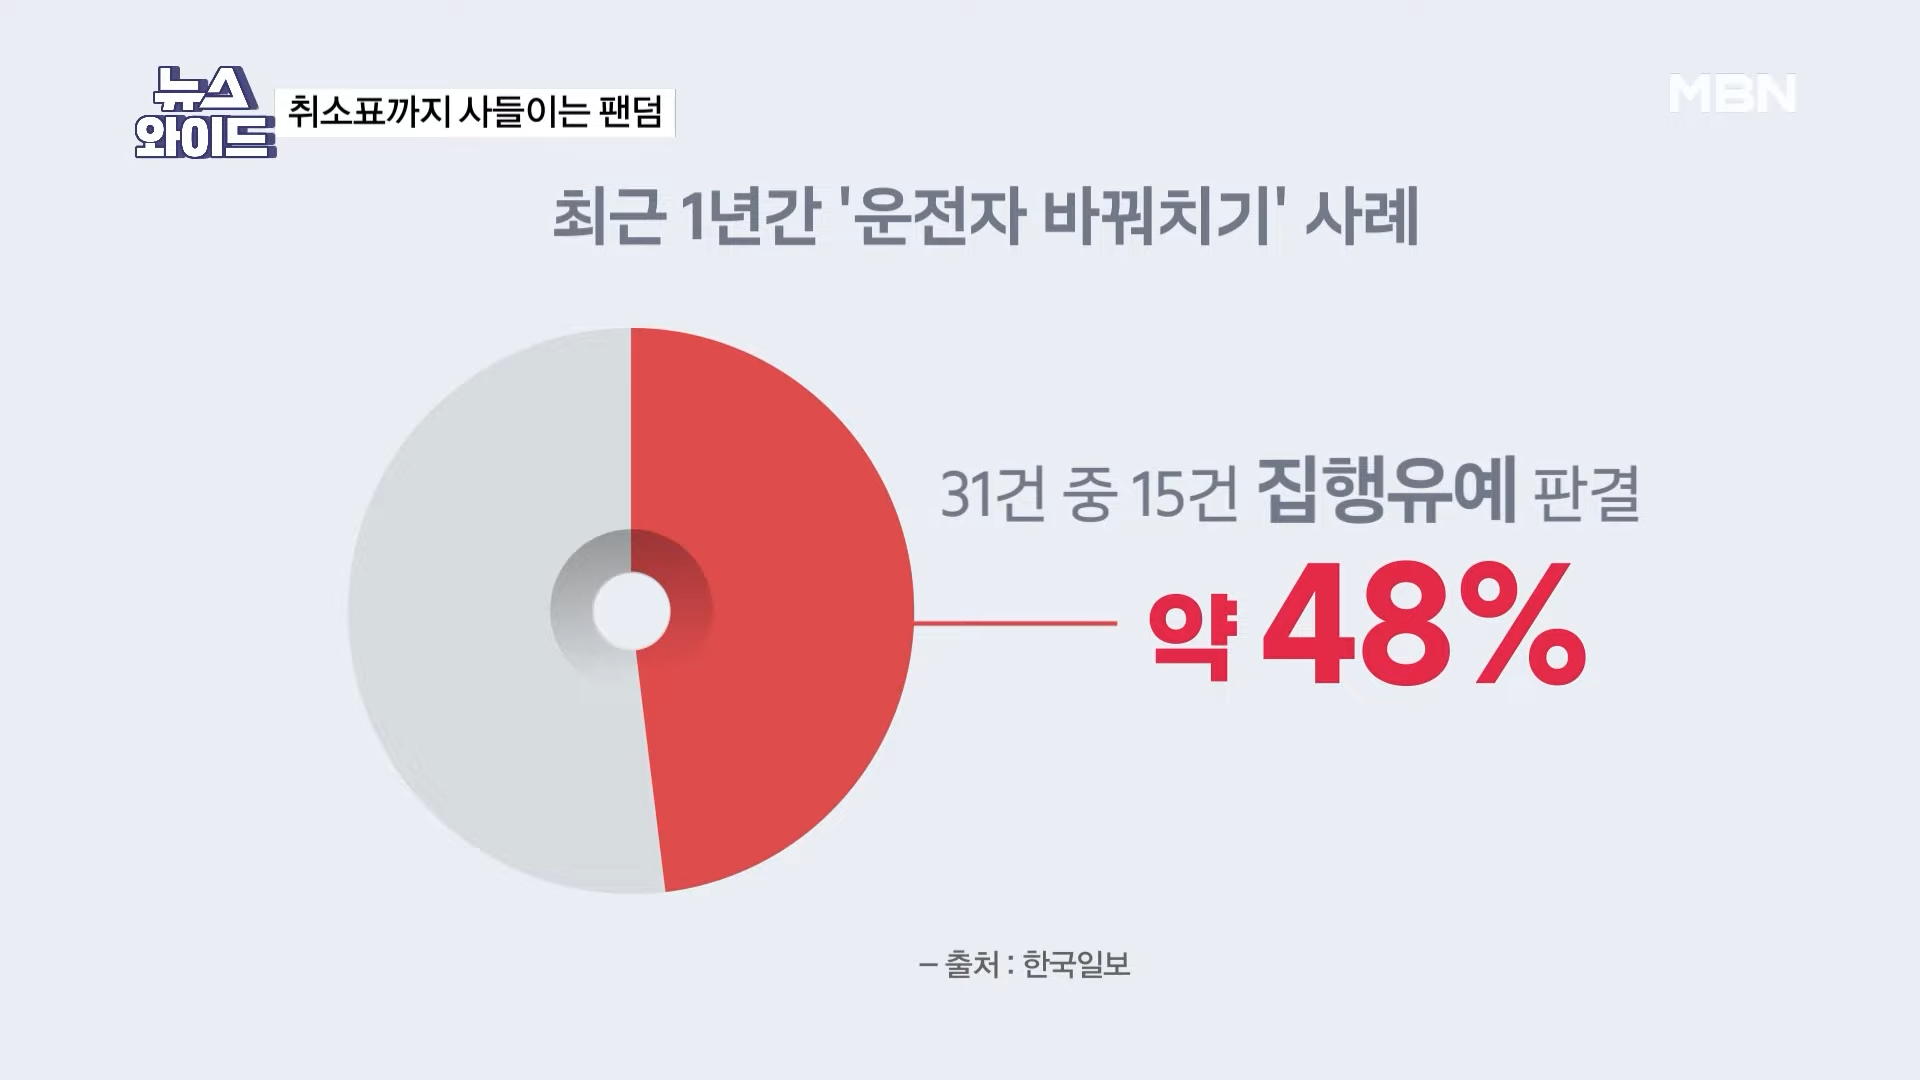 뉴스
와이드
취소표까지 사들이는 팬덤
MBN
최근 1년간 '운전자 바꿔치기' 사례
31건 중 15건 집행유예 판결
약 48%
– 출처 : 한국일보